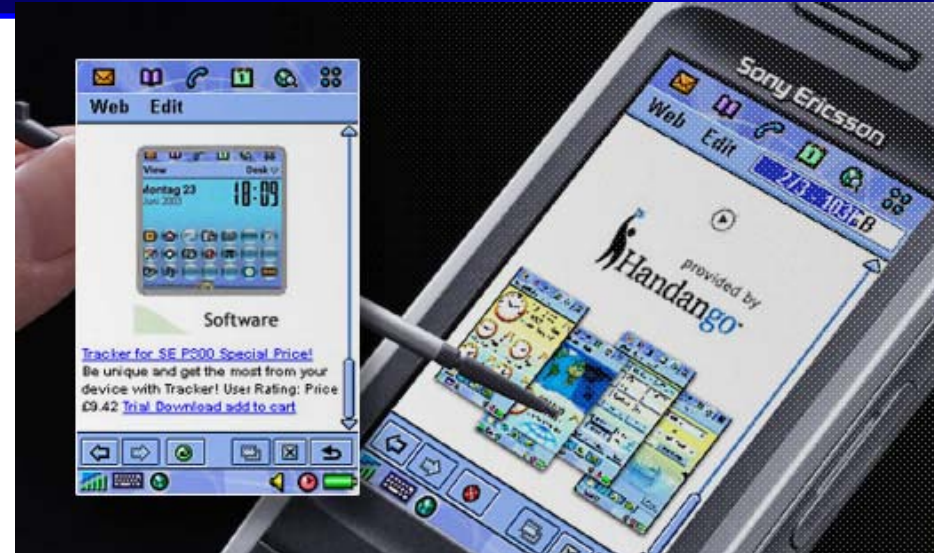 Web Edit
View Desk
Montag 23
Juni 2003
18:09
Software
Tracker for SE P800 Special Price!
Be unique and get the most from your
device with Tracker! User Rating: Price
£9.42 Trial Download add to cart
Sony Ericsson
Web Edit
provided by
Handango